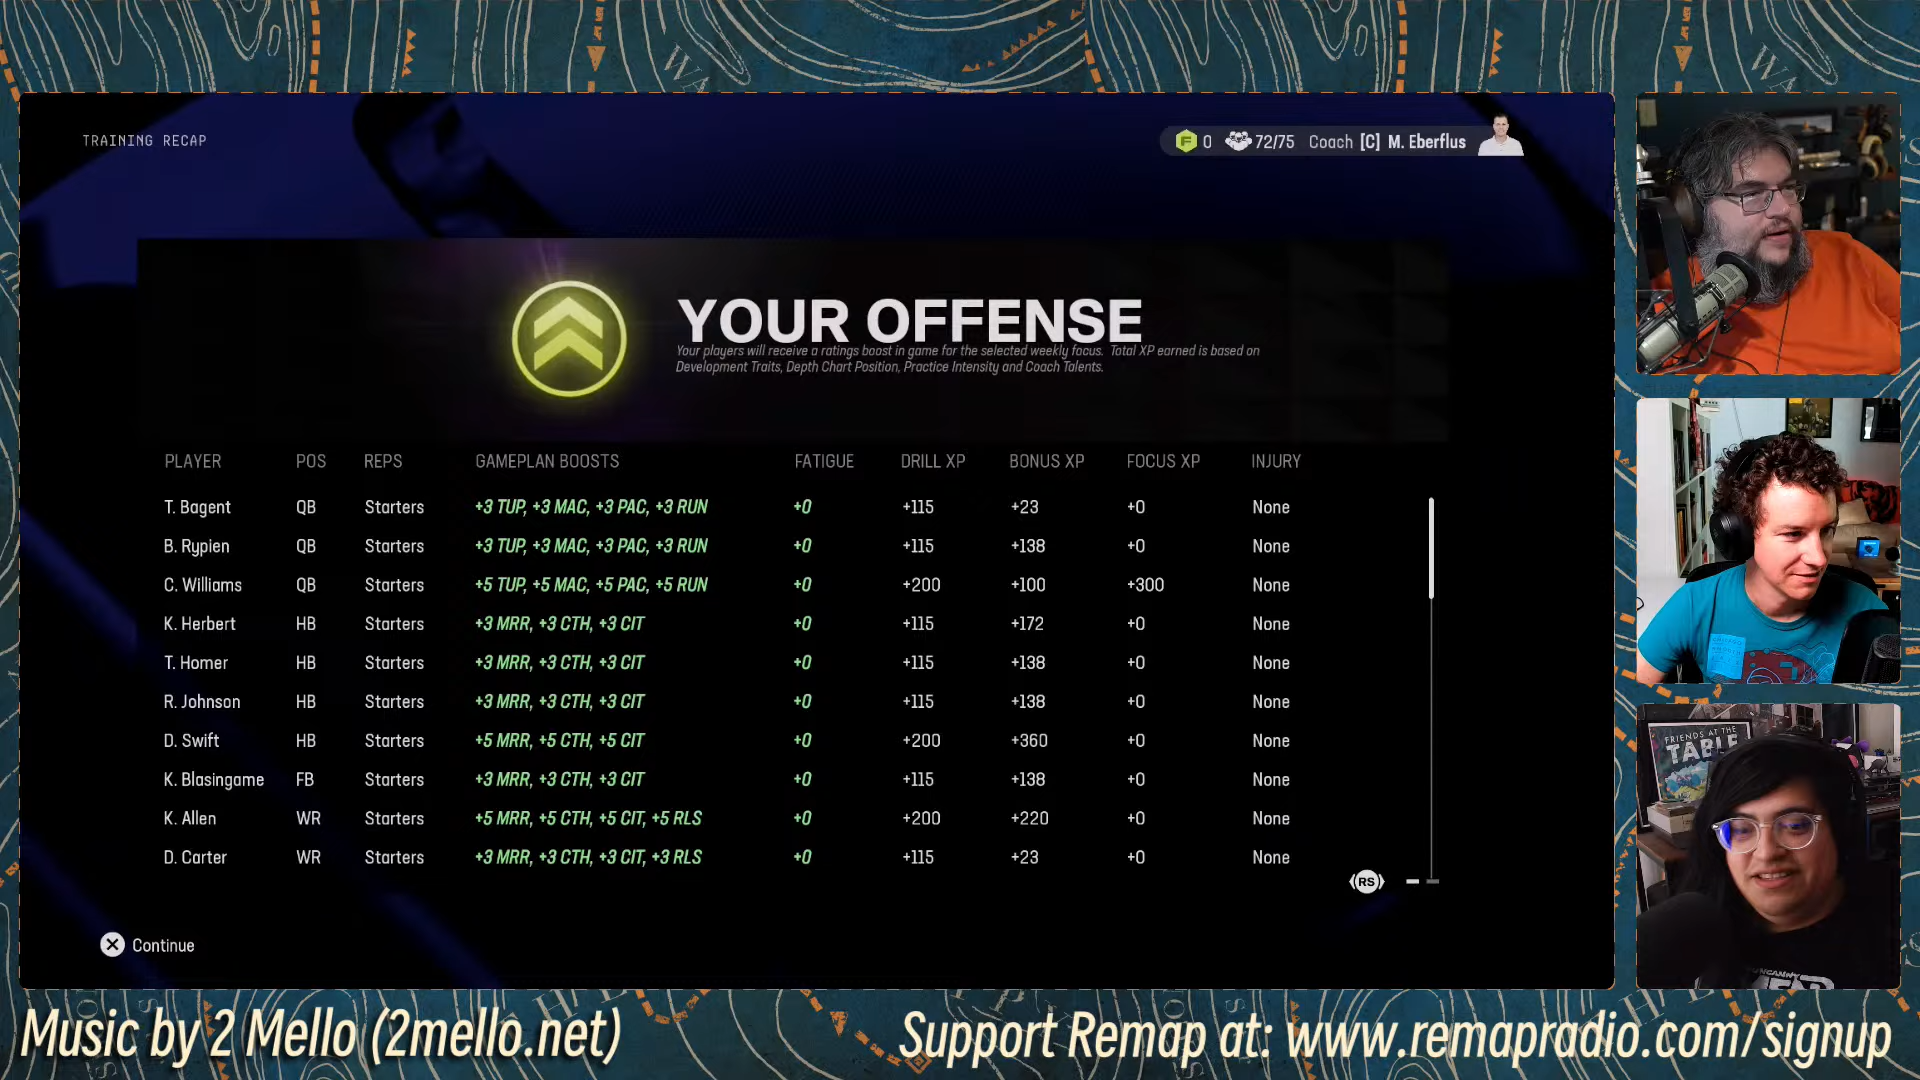 TRAINING RECAP
0 72/75 Coach [C] M. Eberflus
YOUR OFFENSE
Your players will receive a ratings boost in game for the selected weekly focus. Total XP earned is based on
Development Traits, Depth Chart Position, Practice Intensity and Coach Talents.
PLAYER POS REPS GAMEPLAN BOOSTS FATIGUE DRILL XP BONUS XP FOCUS XP INJURY
T. Bagent QB Starters +3 TUP, +3 MAC, +3 PAC, +3 RUN +0 +115 +23 +0 None
B. Rypien QB Starters +3 TUP, +3 MAC, +3 PAC, +3 RUN +0 +115 +138 +0 None
C. Williams QB Starters +5 TUP, +5 MAC, +5 PAC, +5 RUN +0 +200 +100 +300 None
K. Herbert HB Starters +3 MRR, +3 CTH, +3 CIT +0 +115 +172 +0 None
T. Homer HB Starters +3 MRR, +3 CTH, +3 CIT +0 +115 +138 +0 None
R. Johnson HB Starters +3 MRR, +3 CTH, +3 CIT +0 +115 +138 +0 None
D. Swift HB Starters +5 MRR, +5 CTH, +5 CIT +0 +200 +360 +0 None
K. Blasingame FB Starters +3 MRR, +3 CTH, +3 CIT +0 +115 +138 +0 None
K. Allen WR Starters +5 MRR, +5 CTH, +5 CIT, +5 RLS +0 +200 +220 +0 None
D. Carter WR Starters +3 MRR, +3 CTH, +3 CIT, +3 RLS +0 +115 +23 +0 None
RS
Continue
FRIENDS AT THE
TABLE
UNCANNY
Music by 2 Mello (2mello.net)
Support Remap at: www.remapradio.com/signup